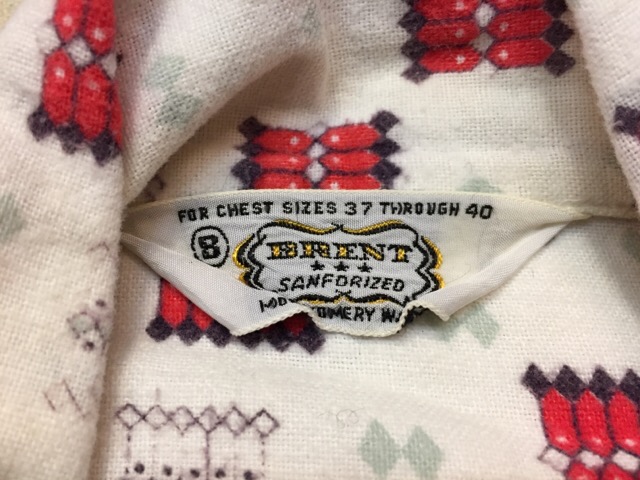 FOR CHEST SIZES 37 THROUGH 40
B
BRENT
SANFORIZED